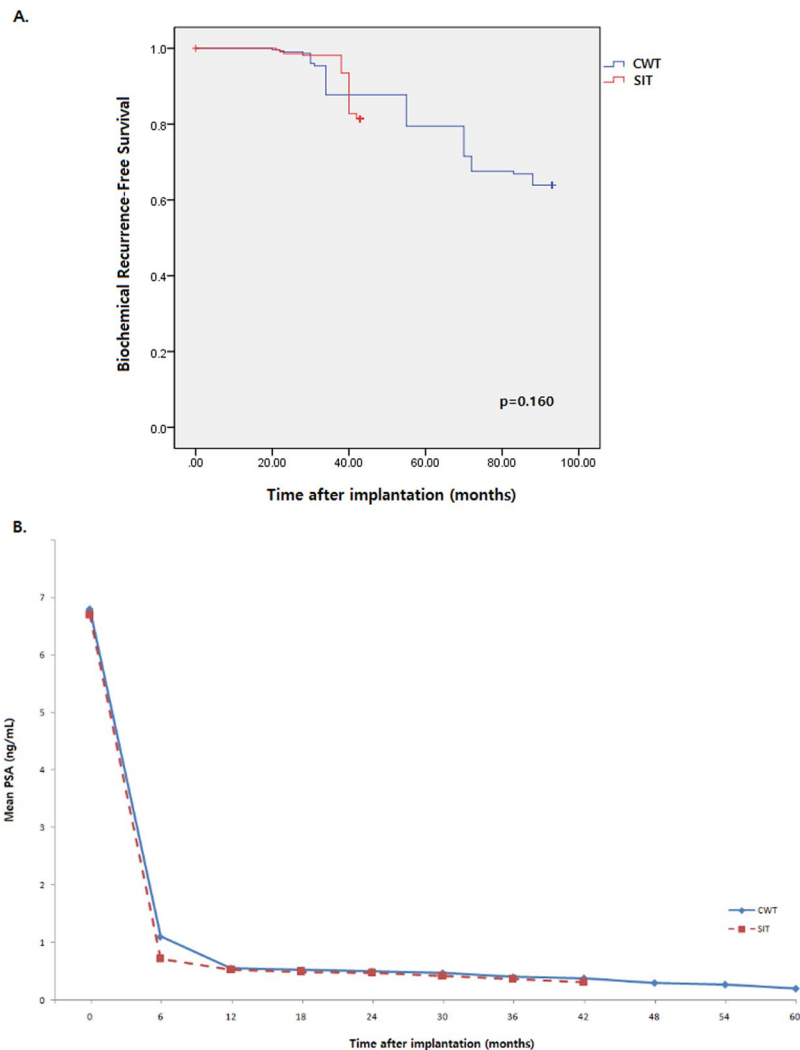 A.
CWT
SIT
Biochemical Recurrence-Free Survival
1.0
0.8
0.6
0.4
0.2
0.0
p=0.160
.00 20.00 40.00 60.00 80.00 100.00
Time after implantation (months)
B.
Mean PSA (ng/mL)
7
6
5
4
3
2
1
0
CWT
SIT
0 6 12 18 24 30 36 42 48 54 60
Time after implantation (months)